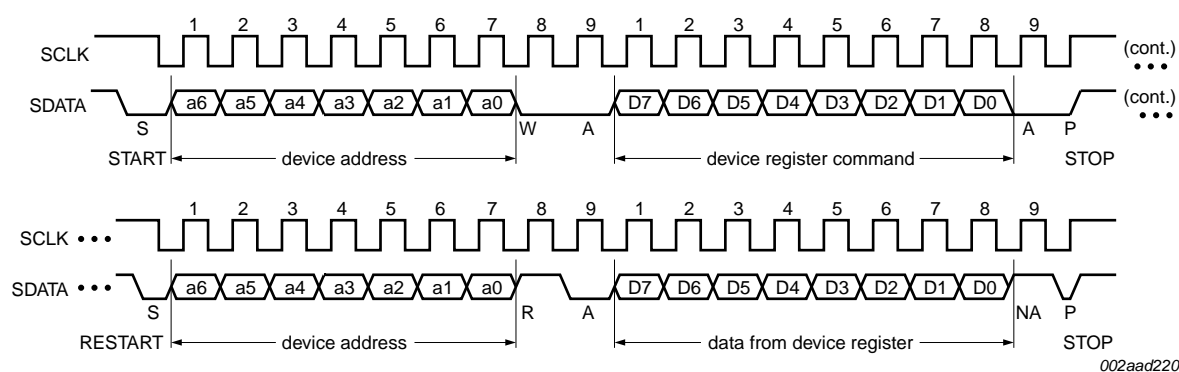 1 2 3 4 5 6 7 8 9 1 2 3 4 5 6 7 8 9
SCLK (cont.)
SDATA a6 a5 a4 a3 a2 a1 a0 D7 D6 D5 D4 D3 D2 D1 D0 (cont.)
S W A A P
START device address device register command STOP
1 2 3 4 5 6 7 8 9 1 2 3 4 5 6 7 8 9
SCLK
SDATA a6 a5 a4 a3 a2 a1 a0 D7 D6 D5 D4 D3 D2 D1 D0
S R A NA P
RESTART device address data from device register STOP
002aad220